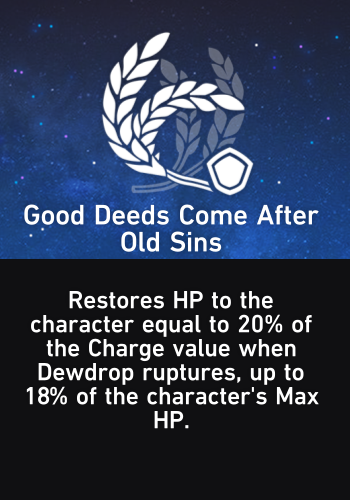 Good Deeds Come After
Old Sins
Restores HP to the
character equal to 20% of
the Charge value when
Dewdrop ruptures, up to
18% of the character's Max
HP.